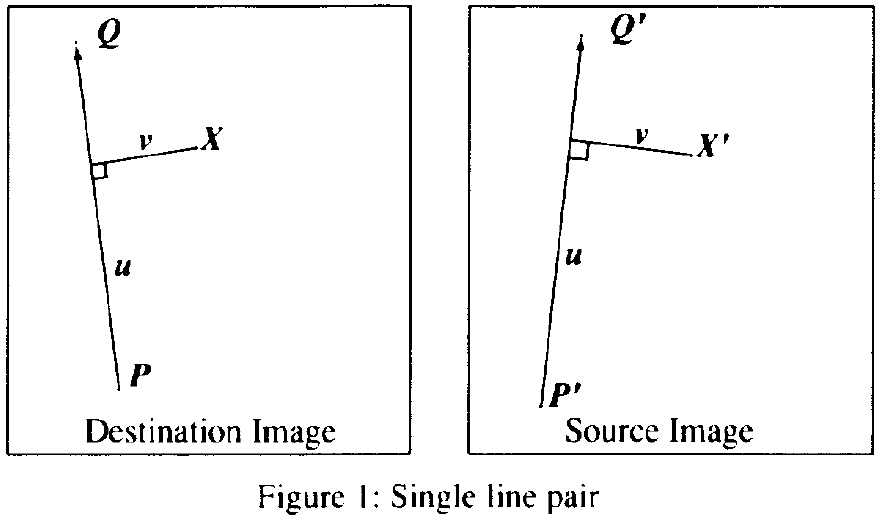 Q
v
X
u
P
Destination Image
Q'
v
X'
u
P'
Source Image
Figure 1: Single line pair